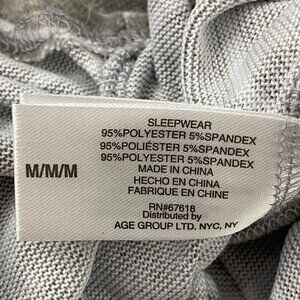 M/M/M
SLEEPWEAR
95%POLYESTER 5%SPANDEX
95%POLIÉSTER 5%SPANDEX
95%POLYESTER 5%SPANDEX
MADE IN CHINA
HECHO EN CHINA
FABRIQUE EN CHINE
RN#67618
Distributed by
AGE GROUP LTD. NYC, NY